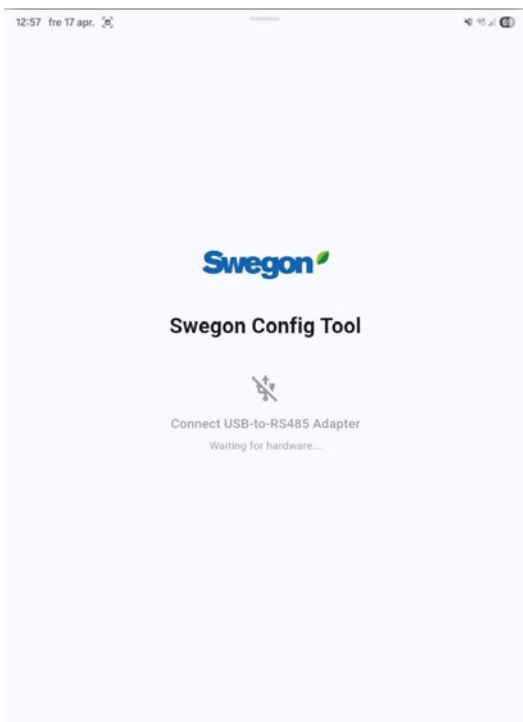 12:57 fre 17 apr.
Swegon
Swegon Config Tool
Connect USB-to-RS485 Adapter
Waiting for hardware...